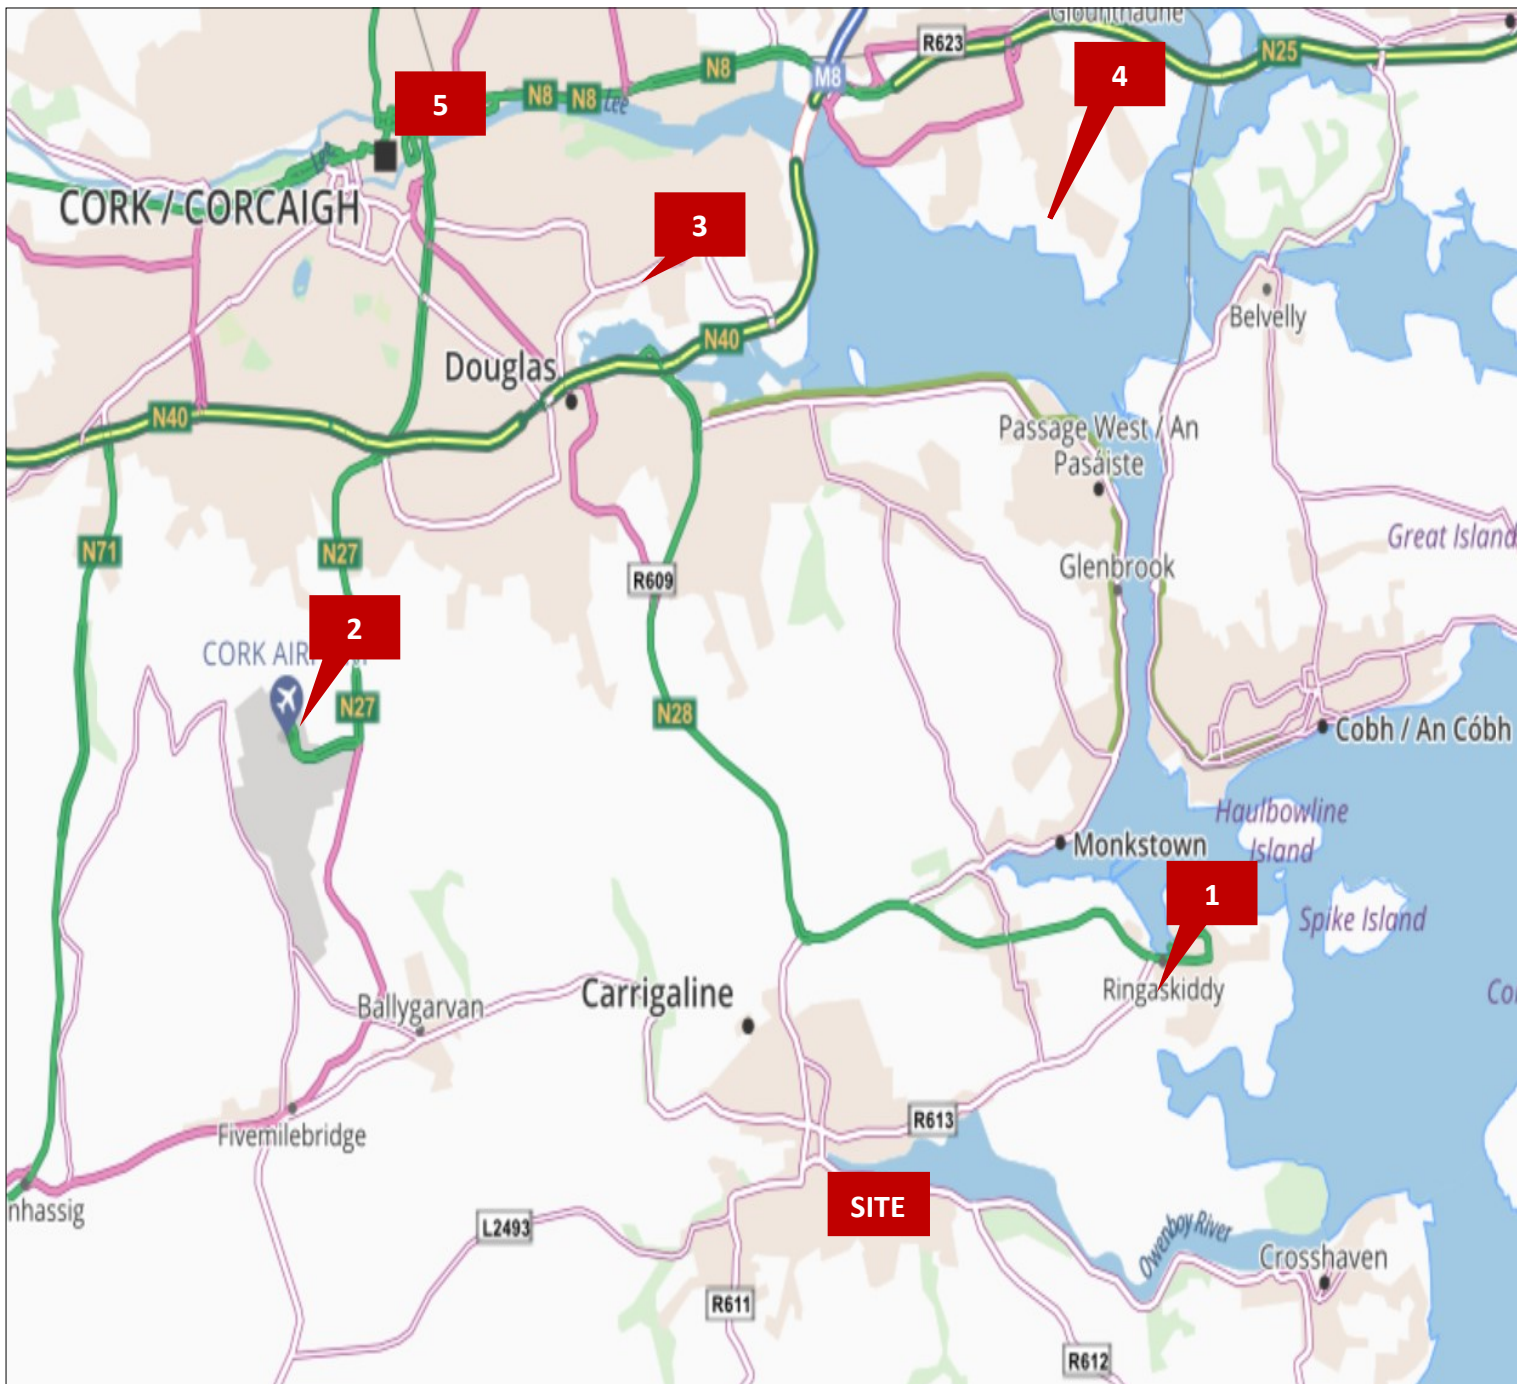 Glounthaune
R623
N25
N8
M8
4
5
N8
N8
Lee
Lee
CORK / CORCAIGH
3
Belvelly
N40
Douglas
N40
Passage West / An
Pasáiste
Great Island
N71
N27
Glenbrook
R609
2
CORK AIR
N27
N28
Cobh / An Cóbh
Haulbowline
Island
Monkstown
1
Spike Island
Ringaskiddy
Carrigaline
Ballygarvan
Co
R613
Fivemilebridge
SITE
nhassig
L2493
Owenboy River
Crosshaven
R611
R612